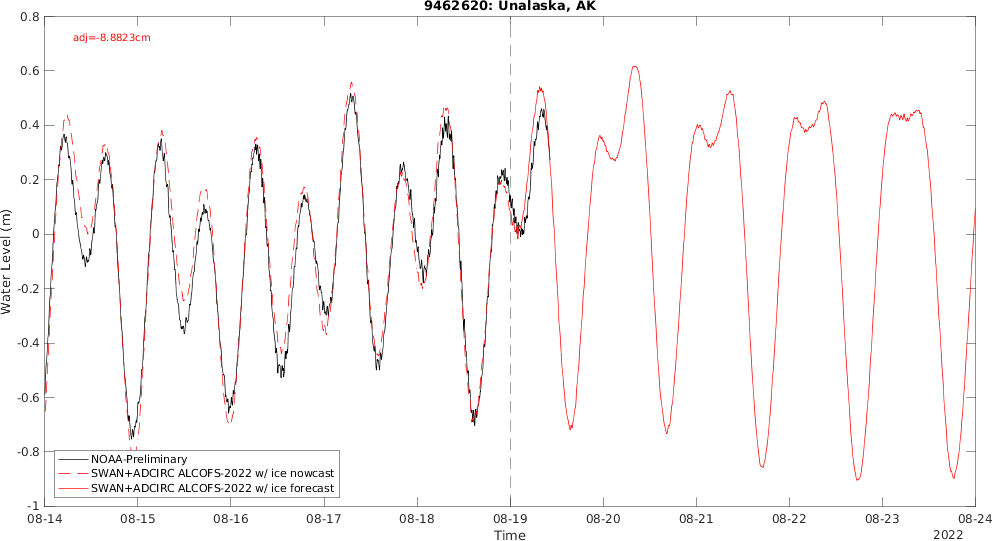 9462620: Unalaska, AK
adj=-8.8823cm
0.8
0.6
0.4
0.2
0
-0.2
-0.4
-0.6
-0.8
-1
Water Level (m)
NOAA-Preliminary
SWAN+ADCIRC ALCOFS-2022 w/ ice nowcast
SWAN+ADCIRC ALCOFS-2022 w/ ice forecast
08-14 08-15 08-16 08-17 08-18 08-19 08-20 08-21 08-22 08-23 08-24
Time
2022